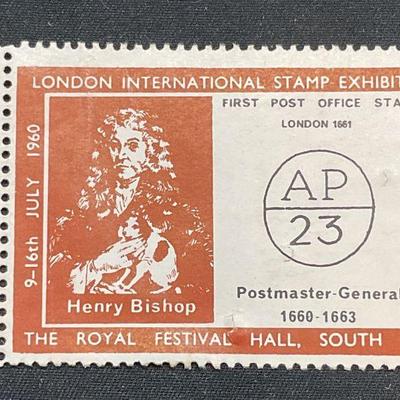 LONDON INTERNATIONAL STAMP EXHIBIT
9-16th JULY 1960
FIRST POST OFFICE STA
LONDON 1661
AP
23
Henry Bishop
Postmaster-General
1660-1663
THE ROYAL FESTIVAL HALL, SOUTH